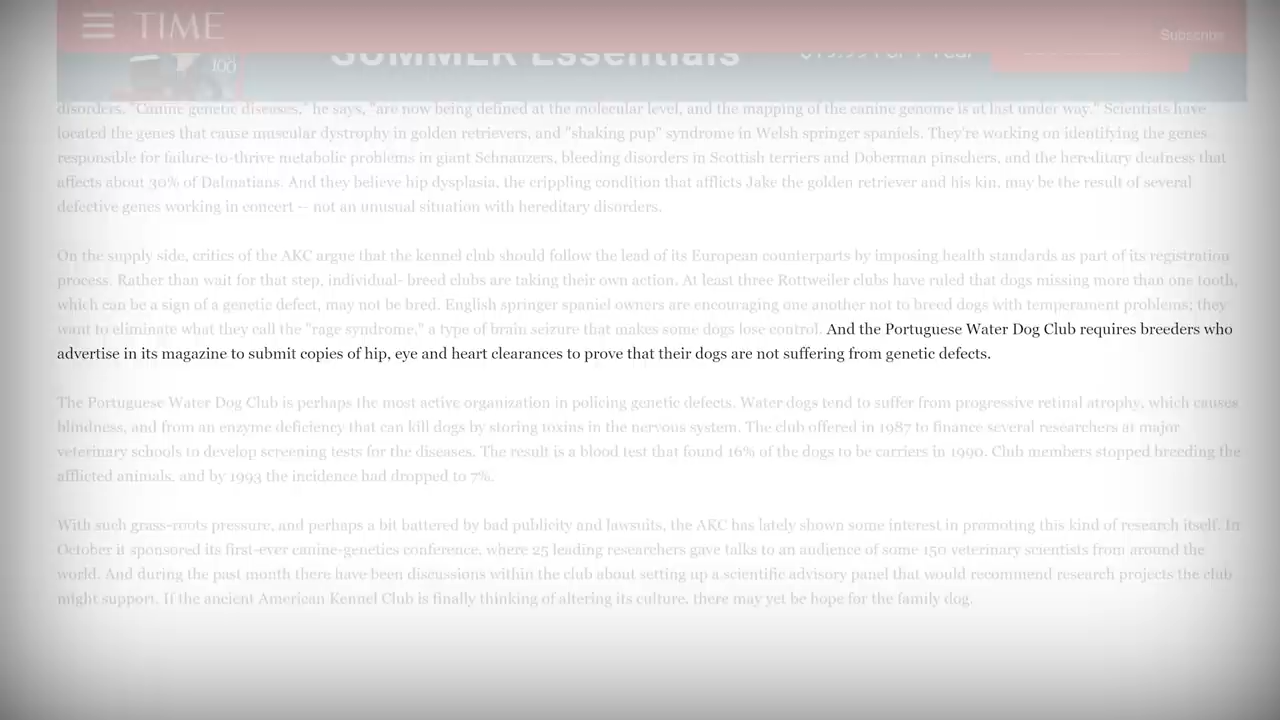 TIME
Subscribe
100
SUMMER Essentials
disorders. "Canine genetic diseases," he says, "are now being defined at the molecular level, and the mapping of the canine genome is at last under way." Scientists have
located the genes that cause muscular dystrophy in golden retrievers, and "shaking pup" syndrome in Welsh springer spaniels. They're working on identifying the genes
responsible for failure-to-thrive metabolic problems in giant Schnauzers, bleeding disorders in Scottish terriers and Doberman pinschers, and the hereditary deafness that
affects about 30% of Dalmatians. And they believe hip dysplasia, the crippling condition that afflicts Jake the golden retriever and his kin, may be the result of several
defective genes working in concert -- not an unusual situation with hereditary disorders.
On the supply side, critics of the AKC argue that the kennel club should follow the lead of its European counterparts by imposing health standards as part of its registration
process. Rather than wait for that step, individual- breed clubs are taking their own action. At least three Rottweiler clubs have ruled that dogs missing more than one tooth,
which can be a sign of a genetic defect, may not be bred. English springer spaniel owners are encouraging one another not to breed dogs with temperament problems; they
want to eliminate what they call the "rage syndrome," a type of brain seizure that makes some dogs lose control. And the Portuguese Water Dog Club requires breeders who
advertise in its magazine to submit copies of hip, eye and heart clearances to prove that their dogs are not suffering from genetic defects.
The Portuguese Water Dog Club is perhaps the most active organization in policing genetic defects. Water dogs tend to suffer from progressive retinal atrophy, which causes
blindness, and from an enzyme deficiency that can kill dogs by storing toxins in the nervous system. The club offered in 1987 to finance several researchers at major
veterinary schools to develop screening tests for the diseases. The result is a blood test that found 16% of the dogs to be carriers in 1990. Club members stopped breeding the
afflicted animals, and by 1993 the incidence had dropped to 7%.
With such grass-roots pressure, and perhaps a bit battered by bad publicity and lawsuits, the AKC has lately shown some interest in promoting this kind of research itself. In
October it sponsored its first-ever canine-genetics conference, where 25 leading researchers gave talks to an audience of some 150 veterinary scientists from around the
world. And during the past month there have been discussions within the club about setting up a scientific advisory panel that would recommend research projects the club
might support. If the ancient American Kennel Club is finally thinking of altering its culture, there may yet be hope for the family dog.